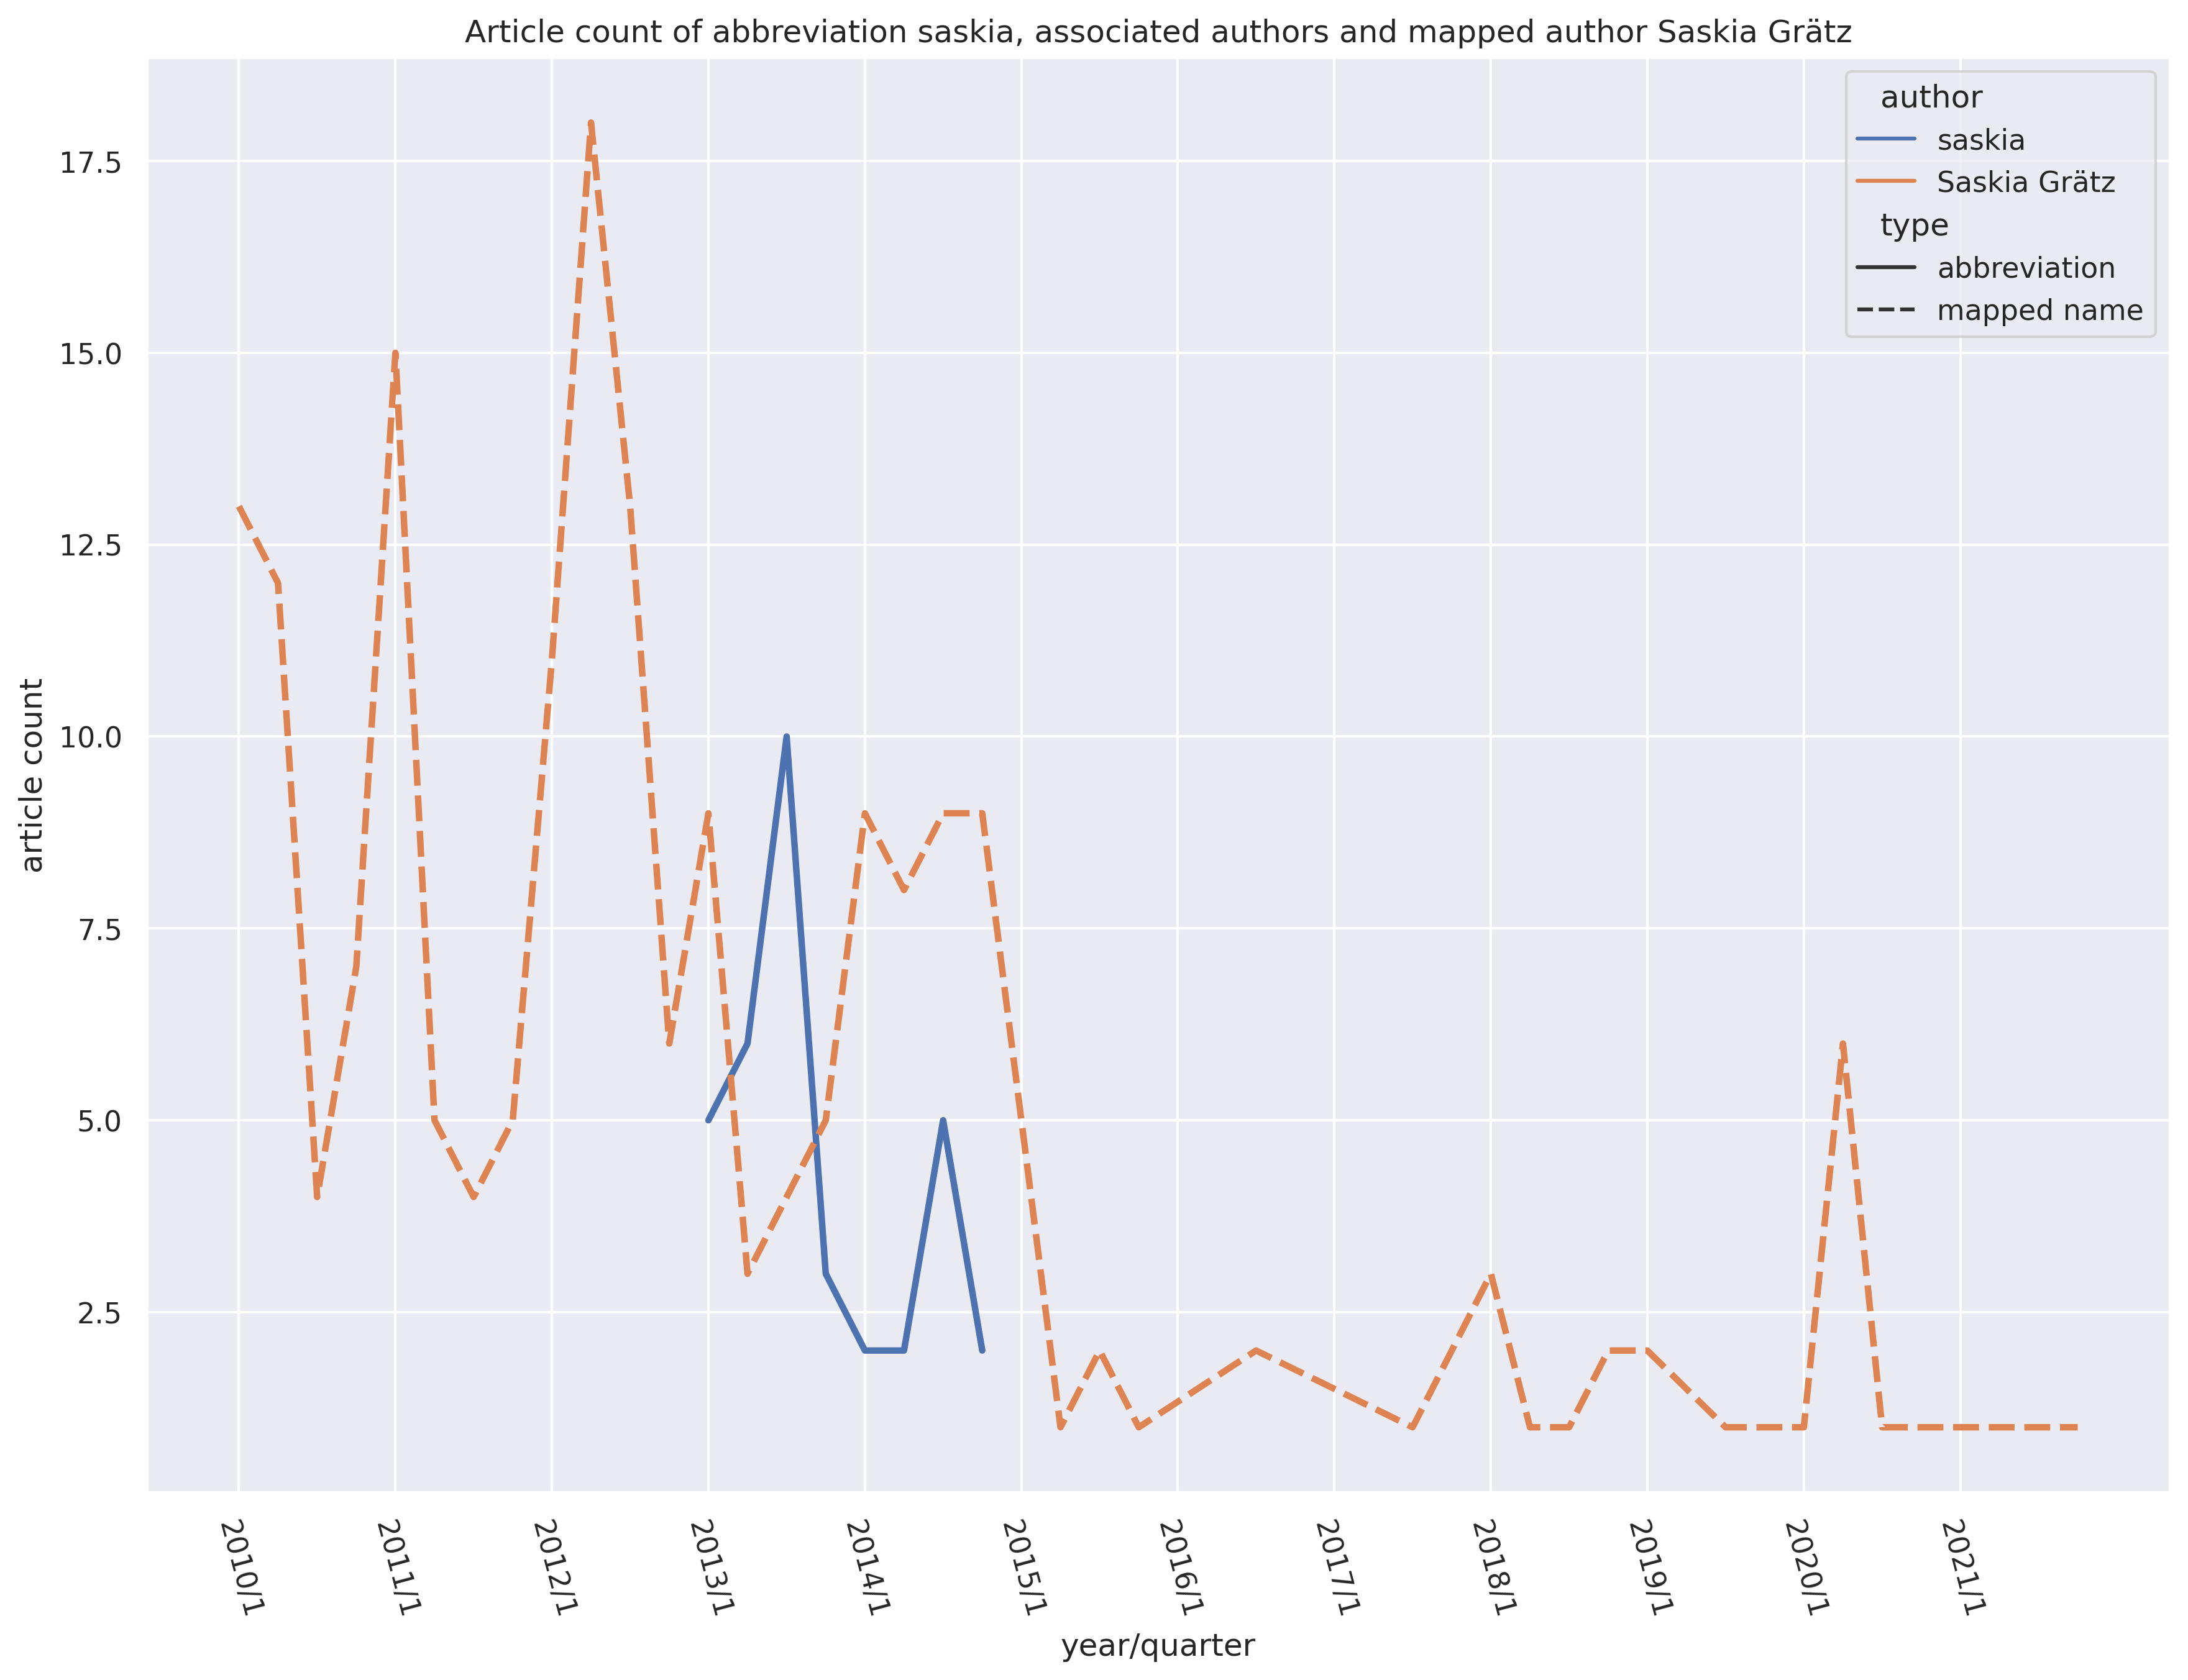 Article count of abbreviation saskia, associated authors and mapped author Saskia Grätz
author
saskia
Saskia Grätz
type
abbreviation
mapped name
article count
17.5
15.0
12.5
10.0
7.5
5.0
2.5
2010/1
2011/1
2012/1
2013/1
2014/1
2015/1
2016/1
2017/1
2018/1
2019/1
2020/1
2021/1
year/quarter